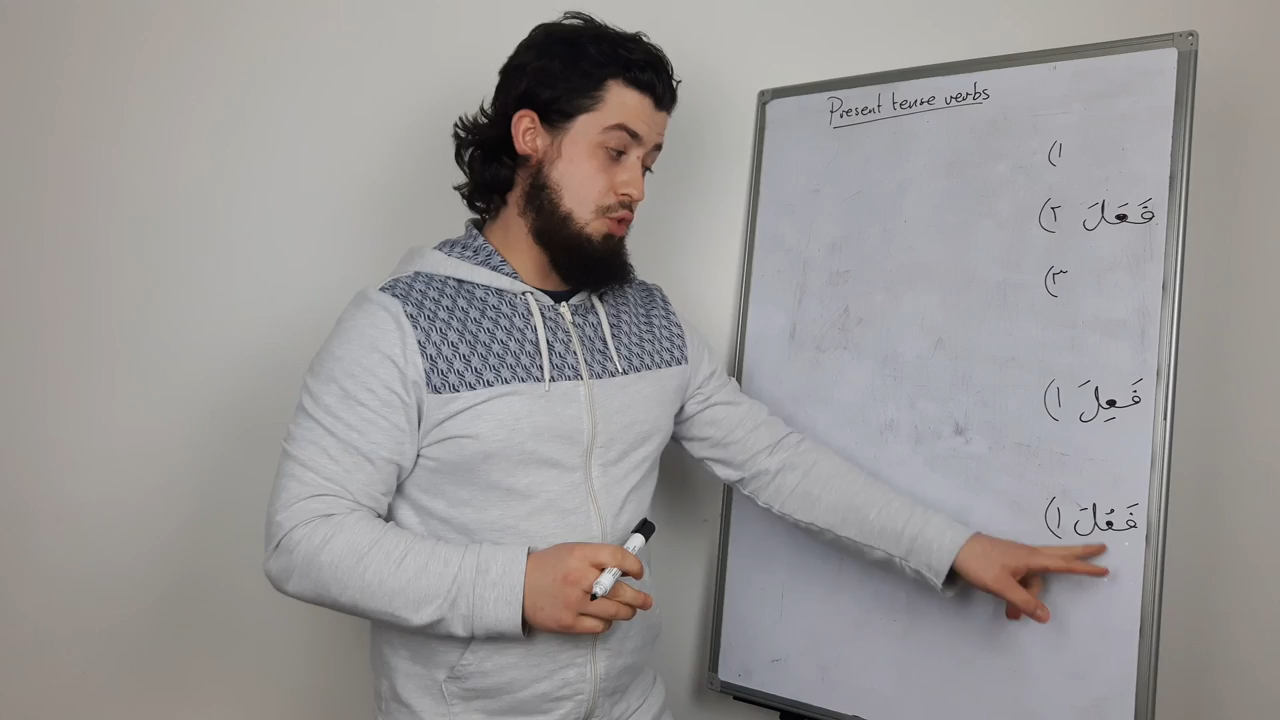 Present tense verbs
١)
فَعَلَ ٢)
٣)
فَعِلَ ١)
فَعُلَ ١)